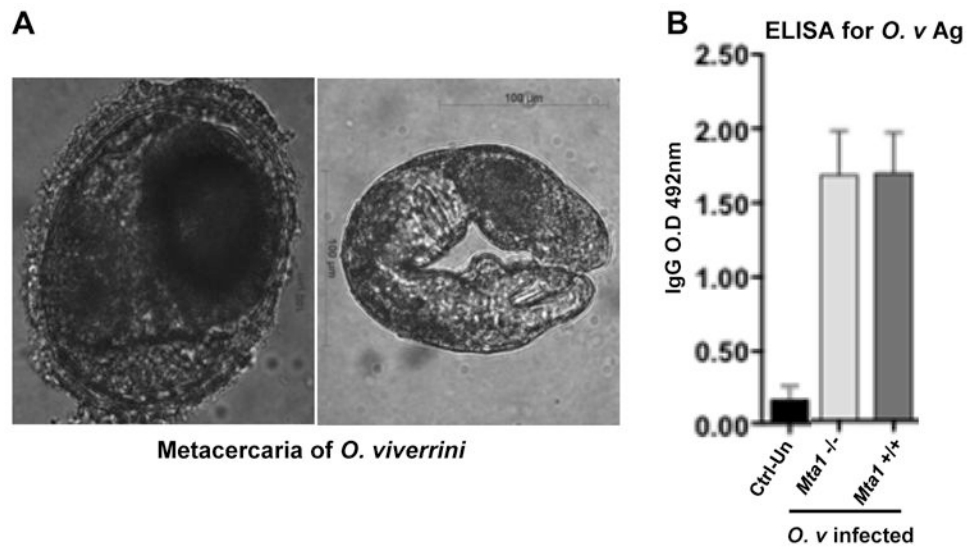 A
100 µm
100 µm
Metacercaria of O. viverrini
B
ELISA for O. v Ag
IgG O.D 492nm
2.50
2.00
1.50
1.00
0.50
0.00
Ctrl-Un
Mta1 -/-
Mta1 +/+
O. v infected